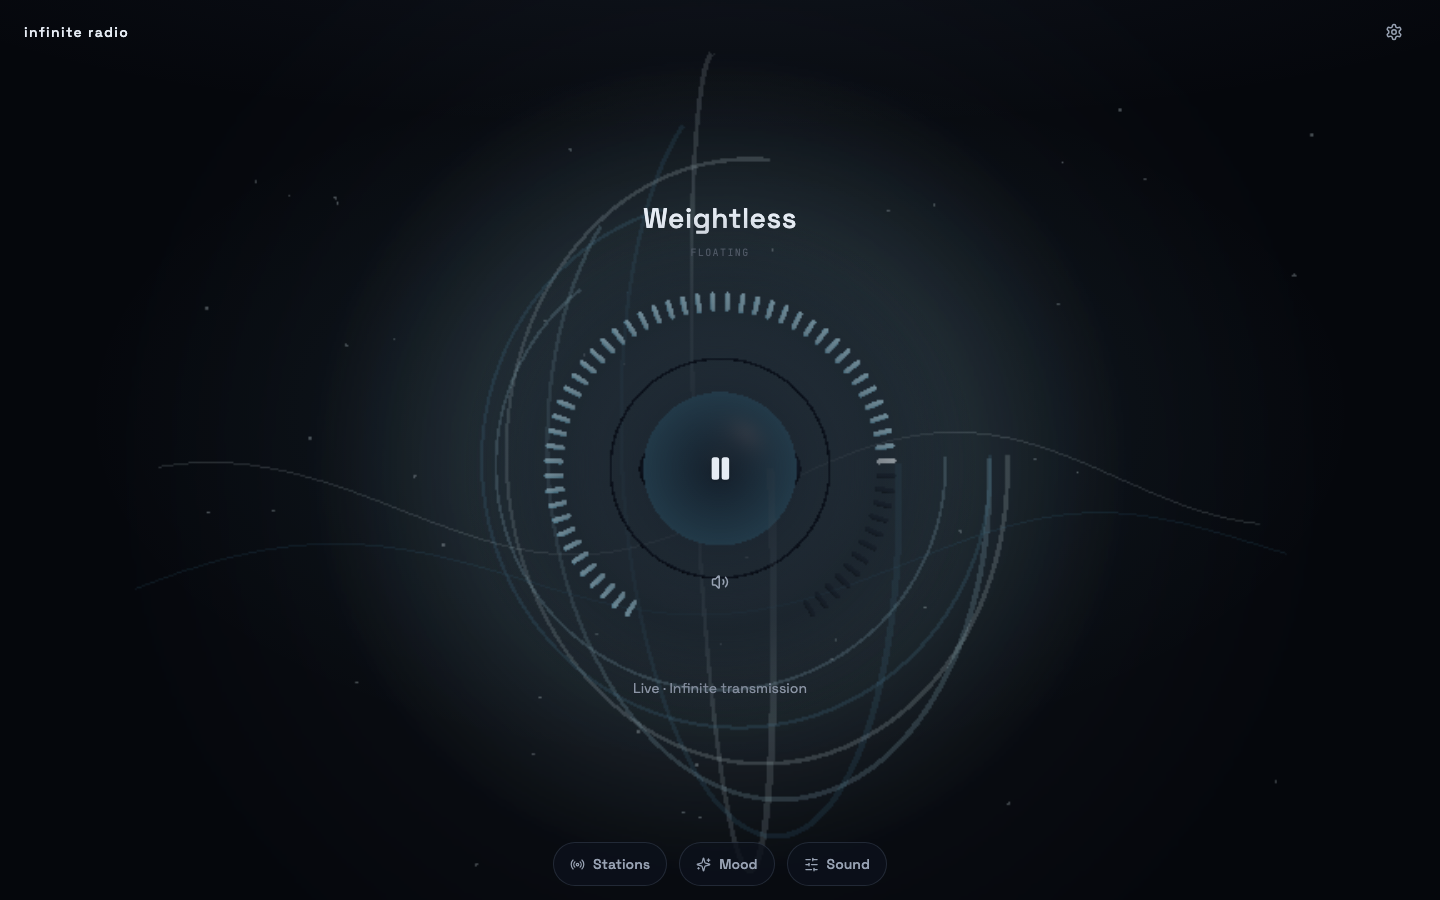 infinite radio
Weightless
FLOATING
Live · Infinite transmission
Stations
Mood
Sound